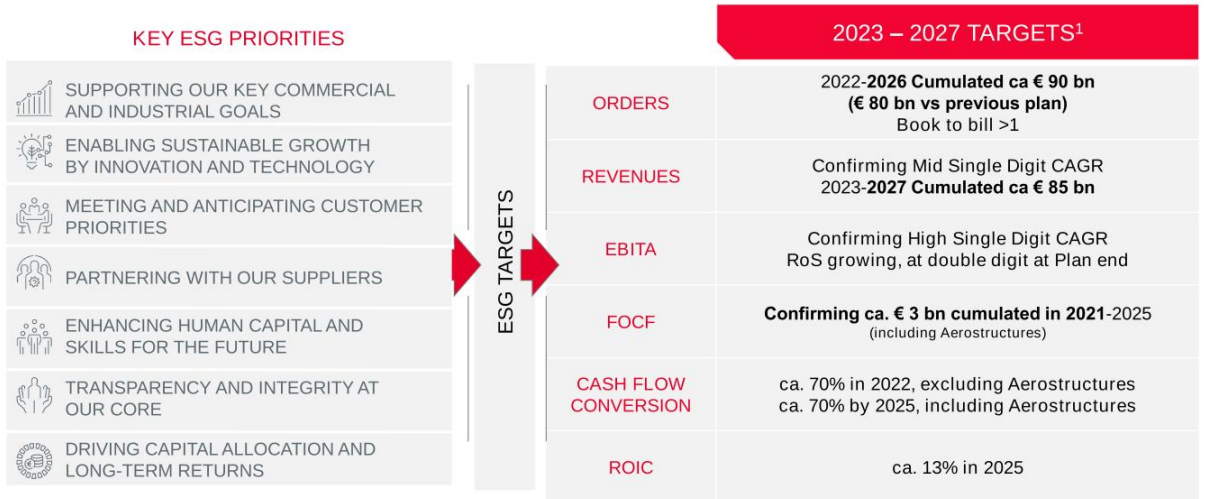 KEY ESG PRIORITIES
SUPPORTING OUR KEY COMMERCIAL
AND INDUSTRIAL GOALS
ENABLING SUSTAINABLE GROWTH
BY INNOVATION AND TECHNOLOGY
MEETING AND ANTICIPATING CUSTOMER
PRIORITIES
PARTNERING WITH OUR SUPPLIERS
ENHANCING HUMAN CAPITAL AND
SKILLS FOR THE FUTURE
TRANSPARENCY AND INTEGRITY AT
OUR CORE
DRIVING CAPITAL ALLOCATION AND
LONG-TERM RETURNS
ESG TARGETS
2023 – 2027 TARGETS¹
ORDERS
2022-2026 Cumulated ca € 90 bn
(€ 80 bn vs previous plan)
Book to bill >1
REVENUES
Confirming Mid Single Digit CAGR
2023-2027 Cumulated ca € 85 bn
EBITA
Confirming High Single Digit CAGR
RoS growing, at double digit at Plan end
FOCF
Confirming ca. € 3 bn cumulated in 2021-2025
(including Aerostructures)
CASH FLOW
CONVERSION
ca. 70% in 2022, excluding Aerostructures
ca. 70% by 2025, including Aerostructures
ROIC
ca. 13% in 2025